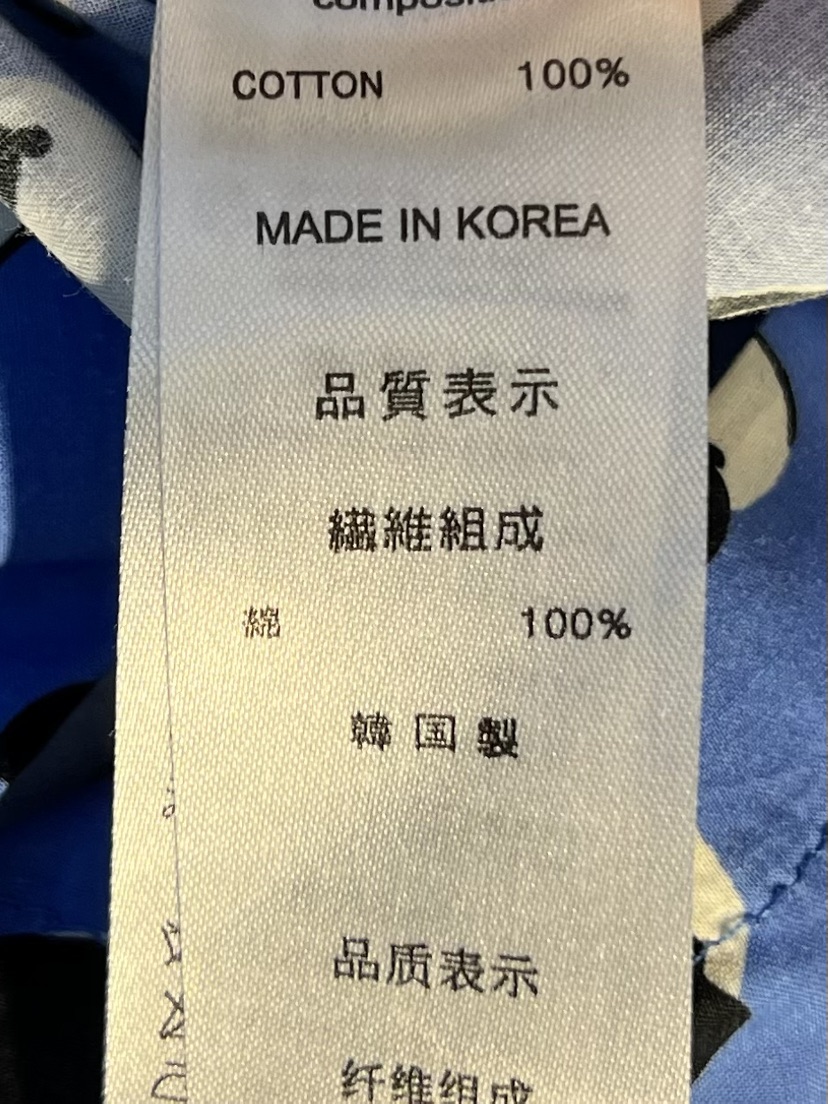 COTTON 100%
MADE IN KOREA
品質表示
繊維組成
綿 100%
韓国製
品质表示
纤维组成